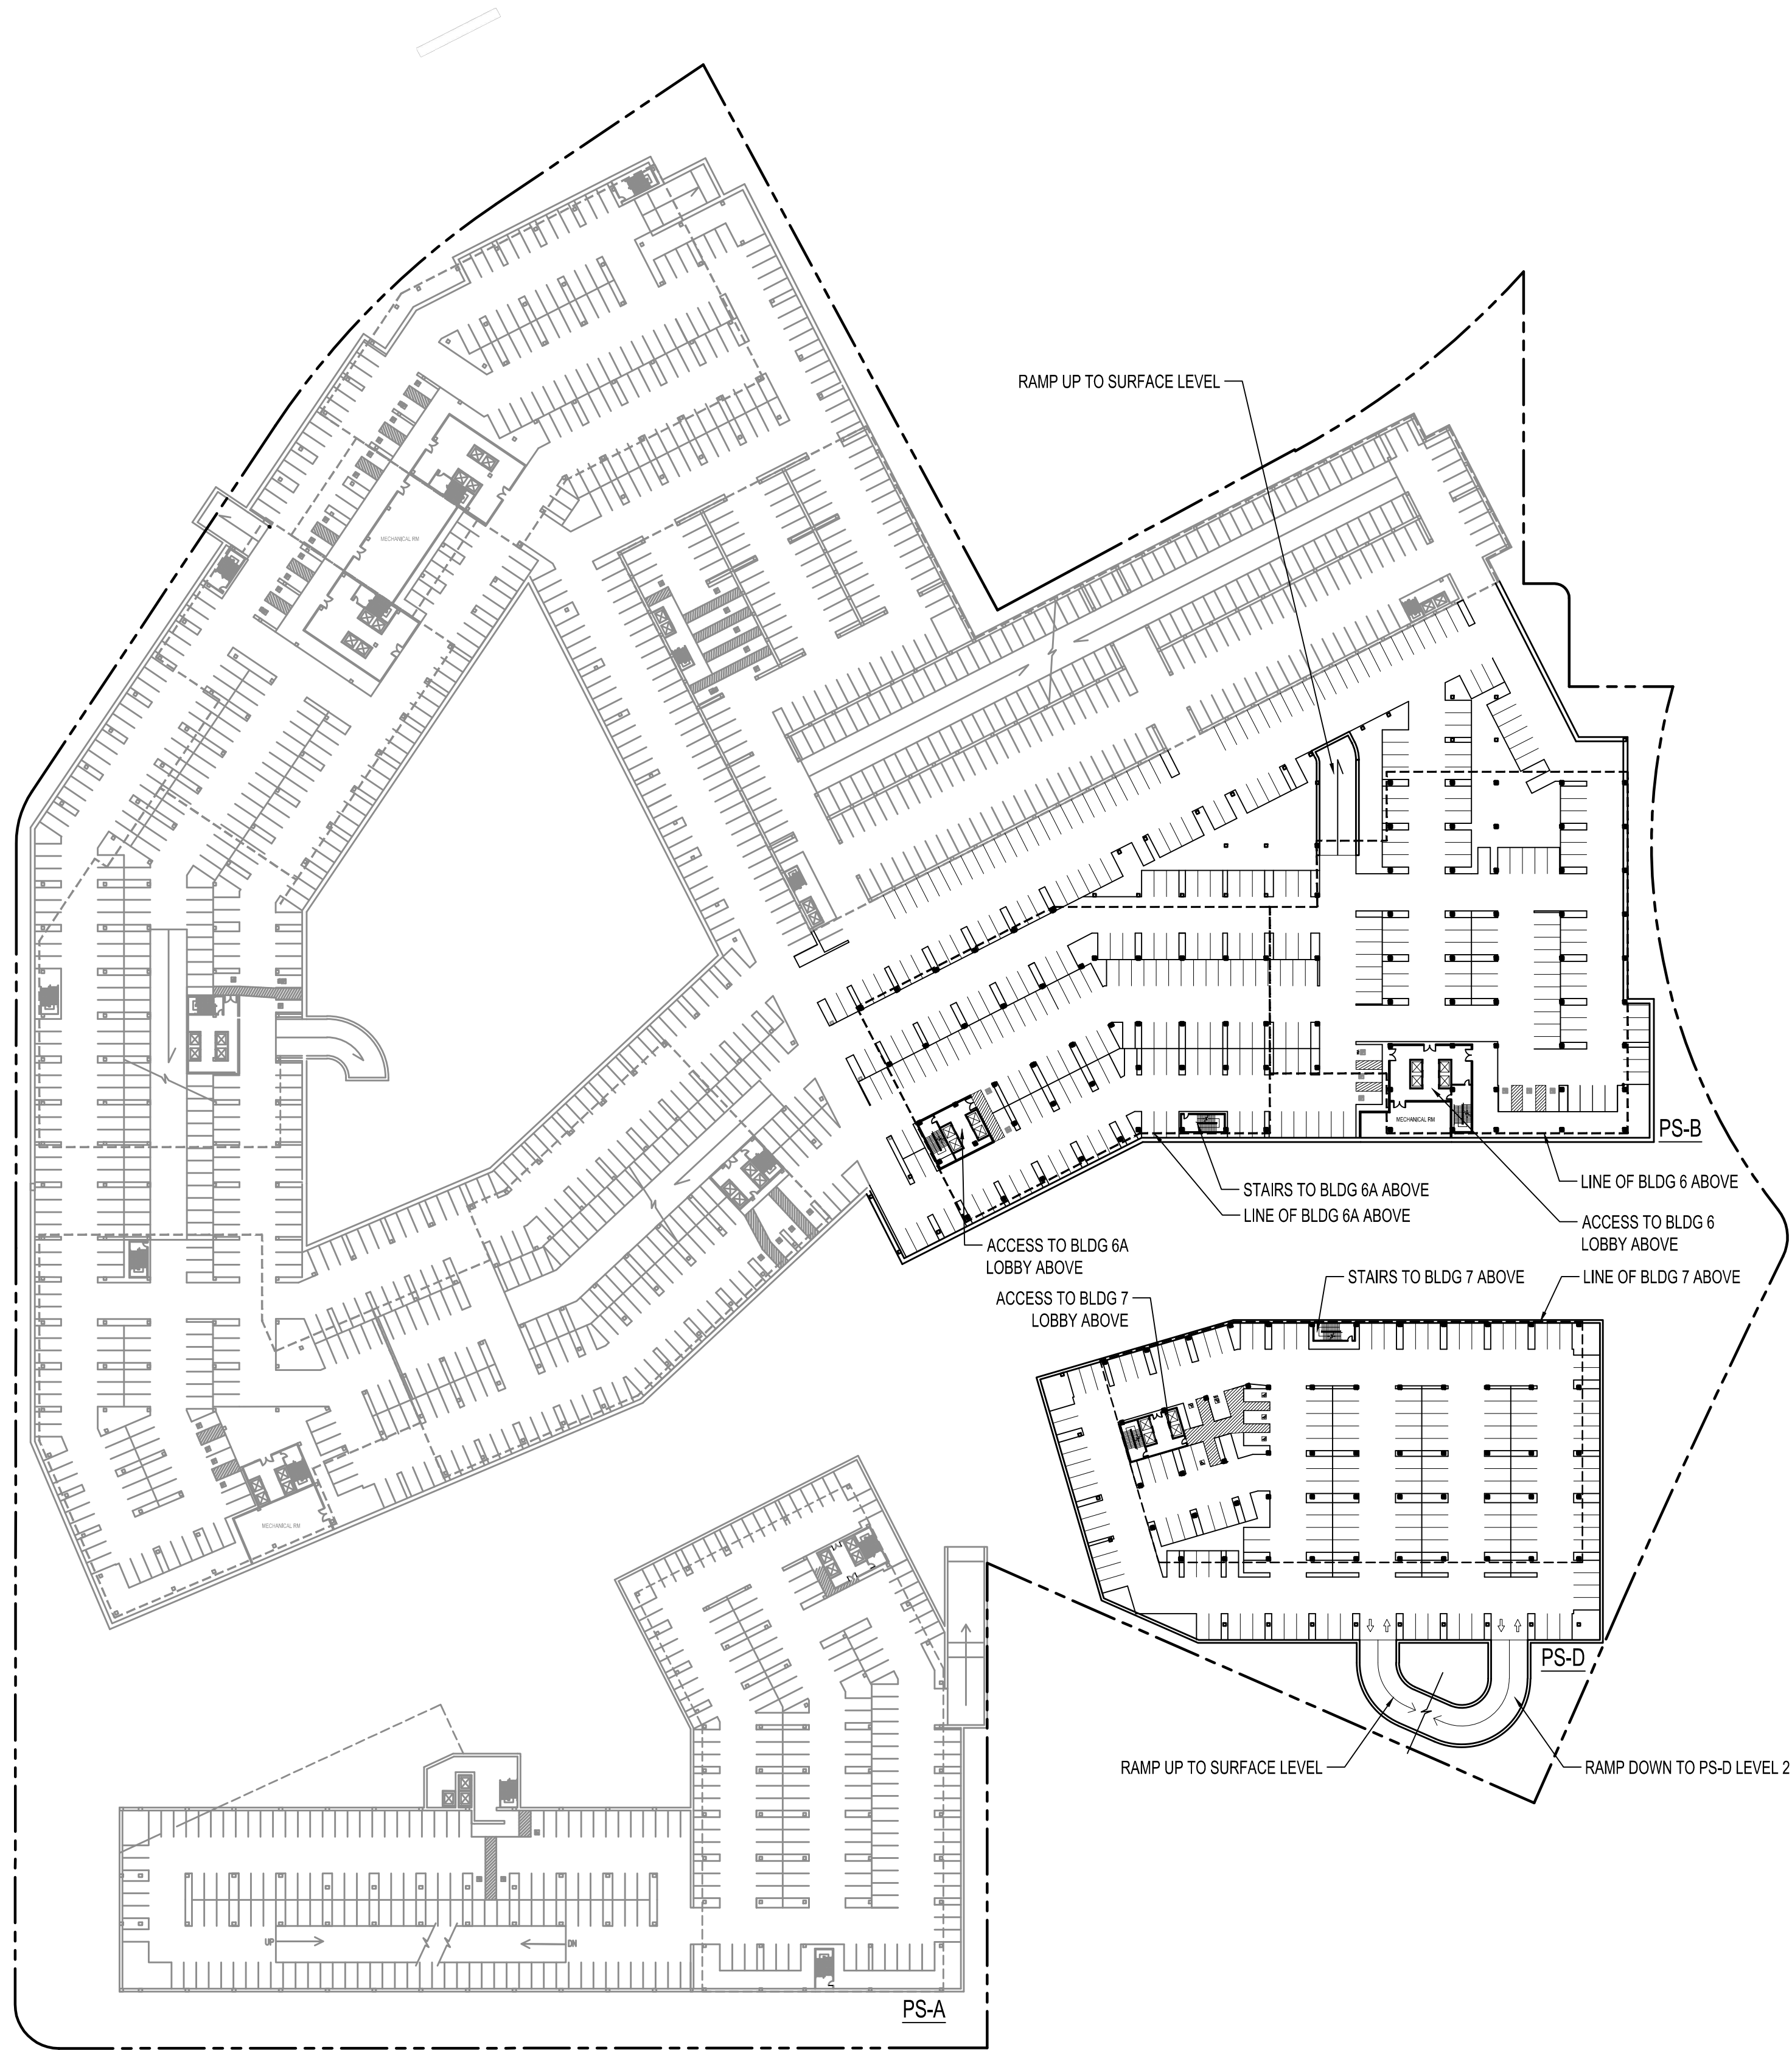 RAMP UP TO SURFACE LEVEL
MECHANICAL RM
MECHANICAL RM
PS-B
STAIRS TO BLDG 6A ABOVE
LINE OF BLDG 6A ABOVE
LINE OF BLDG 6 ABOVE
ACCESS TO BLDG 6
LOBBY ABOVE
ACCESS TO BLDG 6A
LOBBY ABOVE
STAIRS TO BLDG 7 ABOVE
LINE OF BLDG 7 ABOVE
ACCESS TO BLDG 7
LOBBY ABOVE
MECHANICAL RM
PS-D
RAMP UP TO SURFACE LEVEL
RAMP DOWN TO PS-D LEVEL 2
UP
DN
PS-A